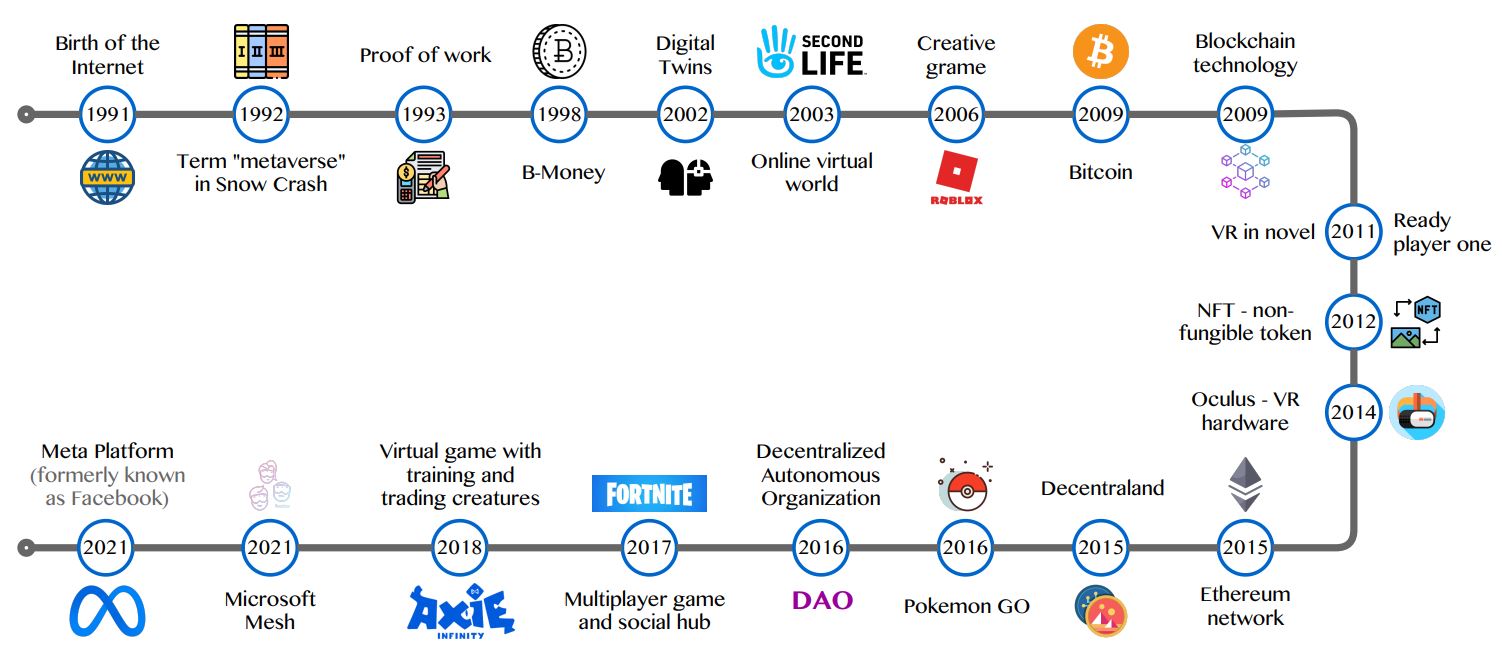 Birth of the
Internet
1991
WWW
I II III
1992
Term "metaverse"
in Snow Crash
Proof of work
1993
1998
B-Money
Digital
Twins
2002
SECOND
LIFE
2003
Online virtual
world
Creative
grame
2006
ROBLOX
2009
Bitcoin
Blockchain
technology
2009
VR in novel
2011
Ready
player one
NFT - non-
fungible token
2012
NFT
Oculus - VR
hardware
2014
2015
Ethereum
network
Decentraland
2015
2016
Pokemon GO
Decentralized
Autonomous
Organization
2016
DAO
FORTNITE
2017
Multiplayer game
and social hub
Virtual game with
training and
trading creatures
2018
AXIE
INFINITY
2021
Microsoft
Mesh
Meta Platform
(formerly known
as Facebook)
2021